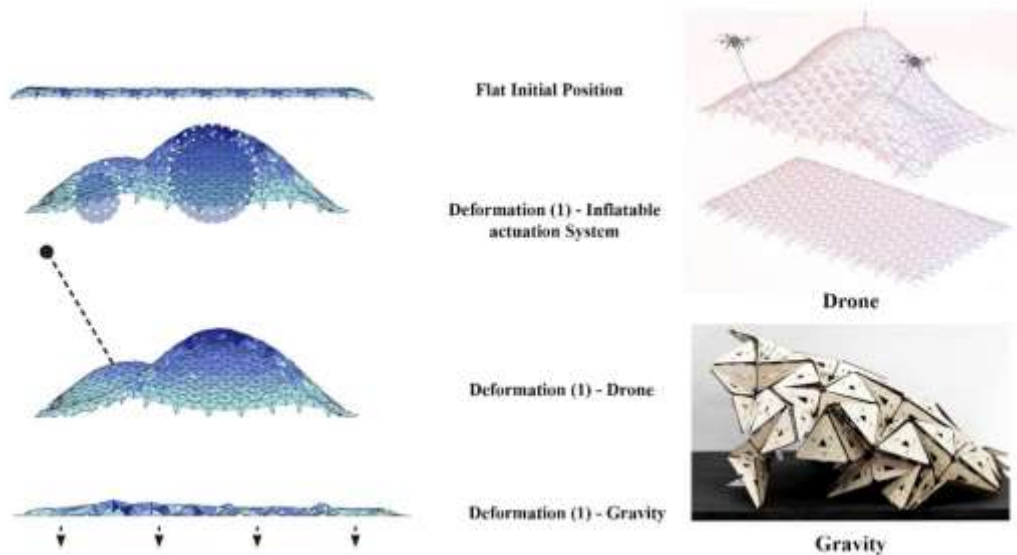 Flat Initial Position
Deformation (1) - Inflatable
actuation System
Deformation (1) - Drone
Deformation (1) - Gravity
Drone
Gravity